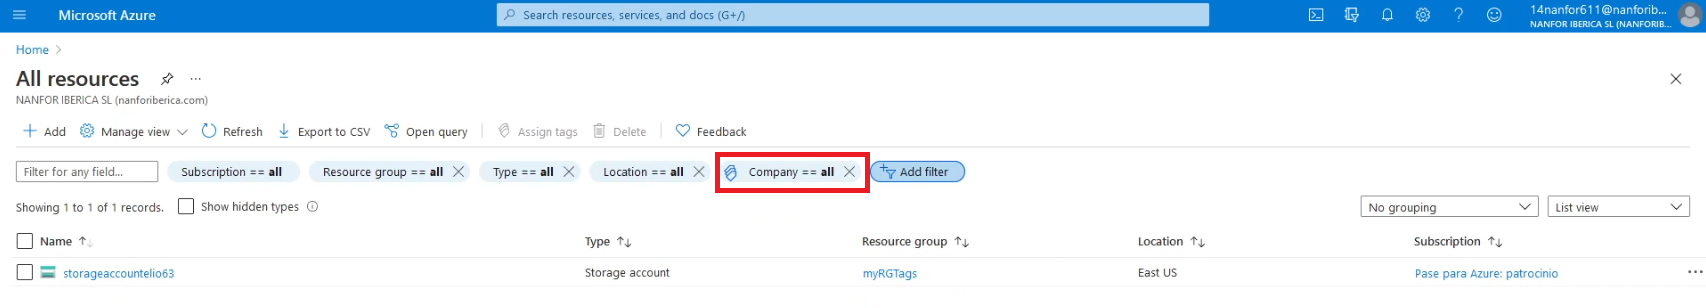 Microsoft Azure
Search resources, services, and docs (G+/)
14nanfor611@nanforib...
NANFOR IBERICA SL (NANFORIB...
Home
All resources
...
NANFOR IBERICA SL (nanforiberica.com)
Add Manage view Refresh Export to CSV Open query Assign tags Delete Feedback
Filter for any field... Subscription == all Resource group == all Type == all Location == all Company == all Add filter
Showing 1 to 1 of 1 records. Show hidden types No grouping List view
Name Type Resource group Location Subscription
storageaccountelio63 Storage account myRGTags East US Pase para Azure: patrocinio ...